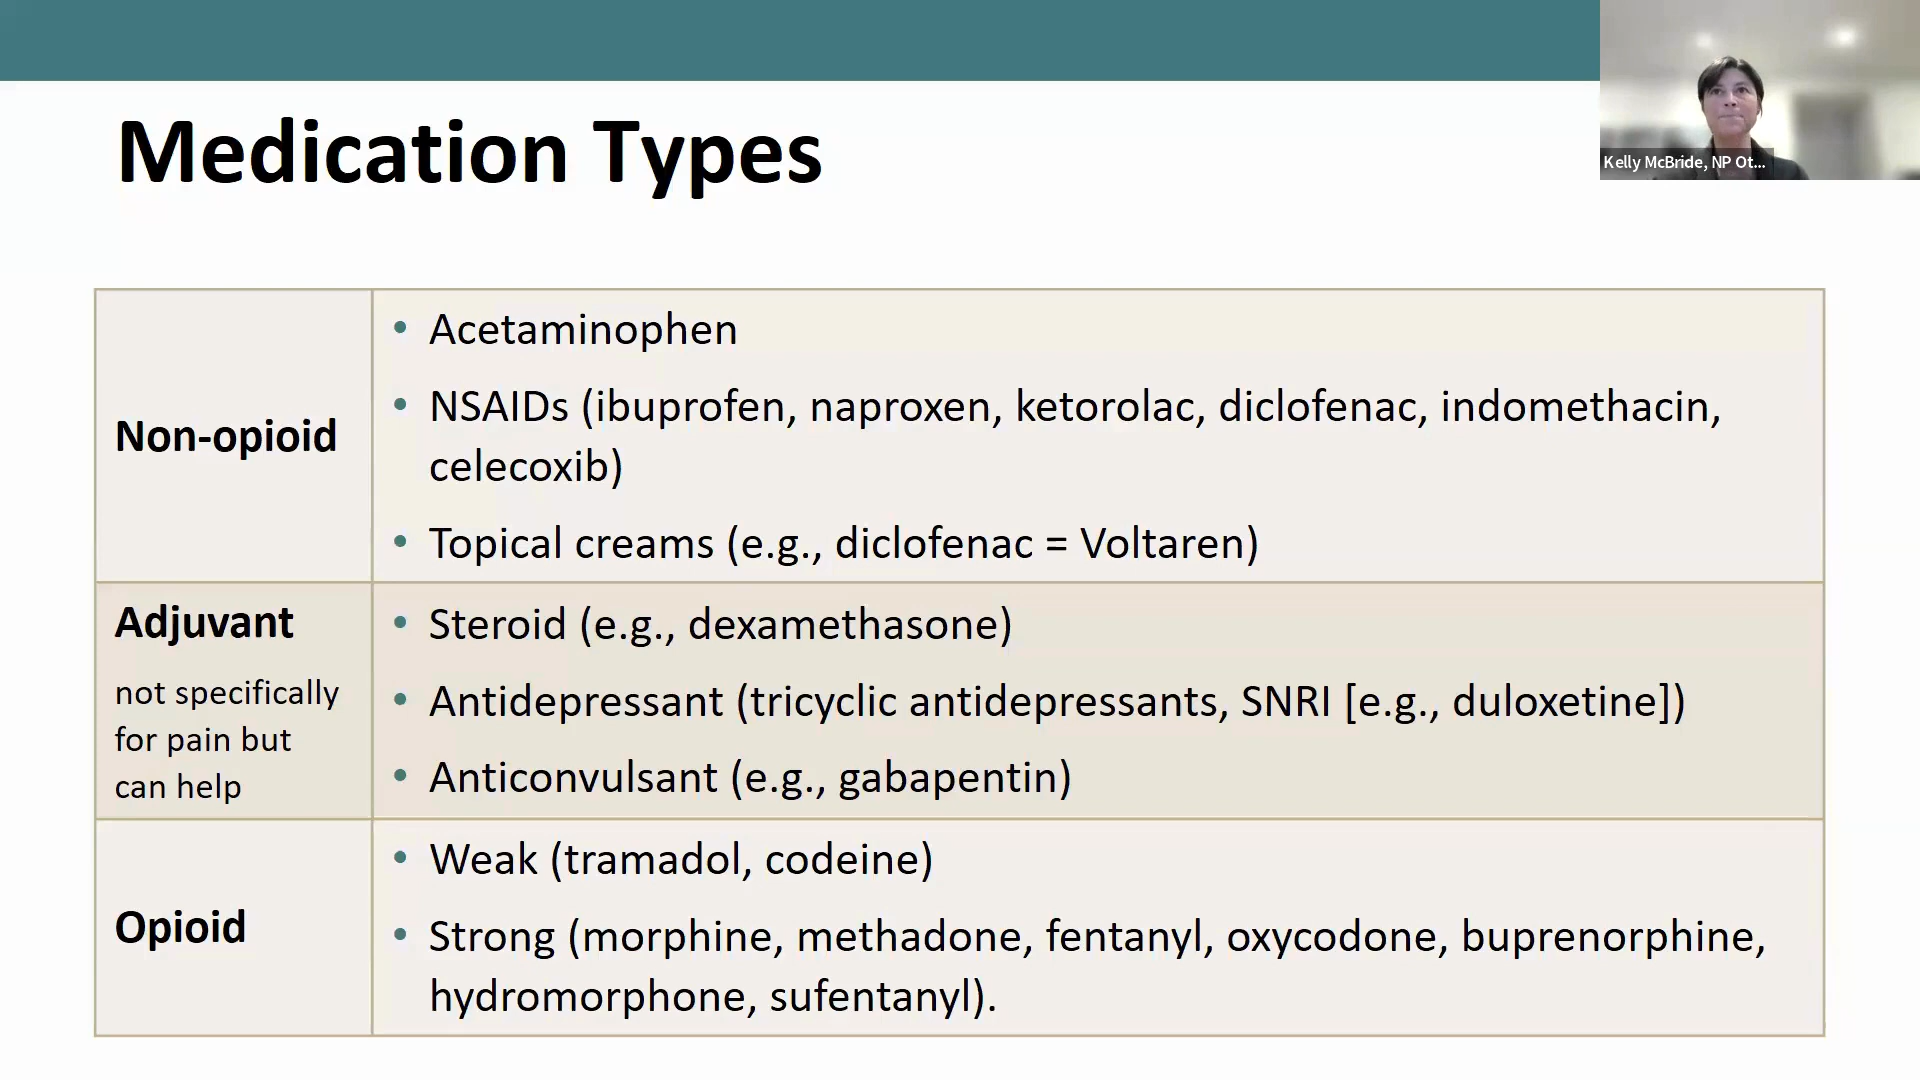 Kelly McBride, NP Ot...
Medication Types
Non-opioid
• Acetaminophen
• NSAIDs (ibuprofen, naproxen, ketorolac, diclofenac, indomethacin,
celecoxib)
• Topical creams (e.g., diclofenac = Voltaren)
Adjuvant
not specifically
for pain but
can help
• Steroid (e.g., dexamethasone)
• Antidepressant (tricyclic antidepressants, SNRI [e.g., duloxetine])
• Anticonvulsant (e.g., gabapentin)
Opioid
• Weak (tramadol, codeine)
• Strong (morphine, methadone, fentanyl, oxycodone, buprenorphine,
hydromorphone, sufentanyl).